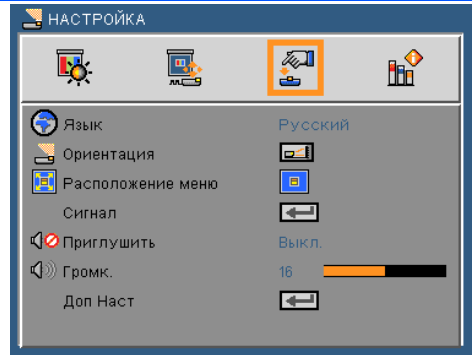 НАСТРОЙКА
Язык Русский
Ориентация
Расположение меню
Сигнал
Приглушить Выкл.
Громк. 16
Доп Наст